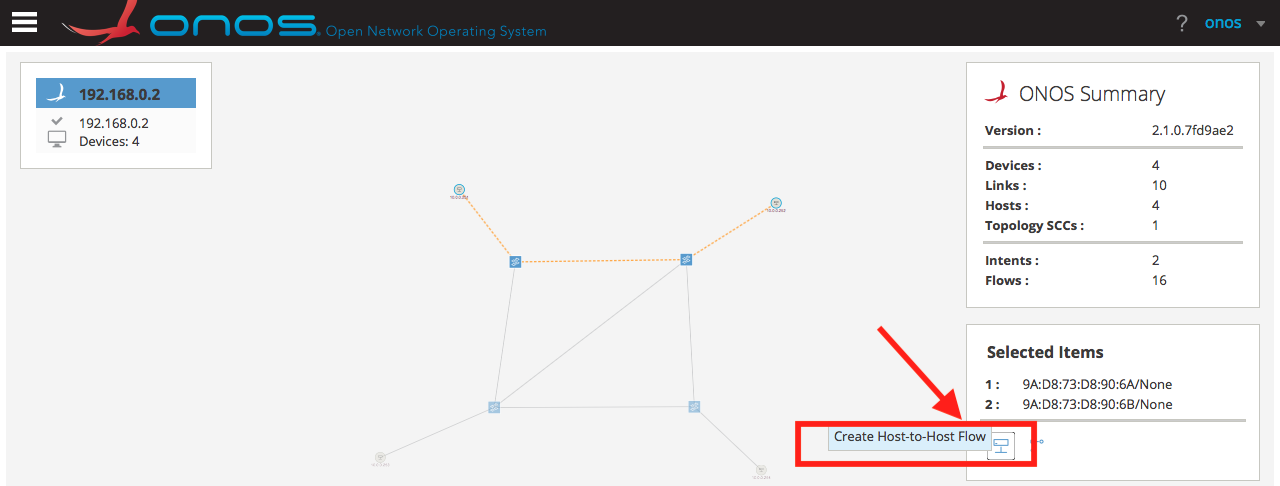 onos Open Network Operating System
? onos
192.168.0.2
192.168.0.2
Devices: 4
ONOS Summary
Version : 2.1.0.7fd9ae2
Devices : 4
Links : 10
Hosts : 4
Topology SCCs : 1
Intents : 2
Flows : 16
Selected Items
1 : 9A:D8:73:D8:90:6A/None
2 : 9A:D8:73:D8:90:6B/None
Create Host-to-Host Flow